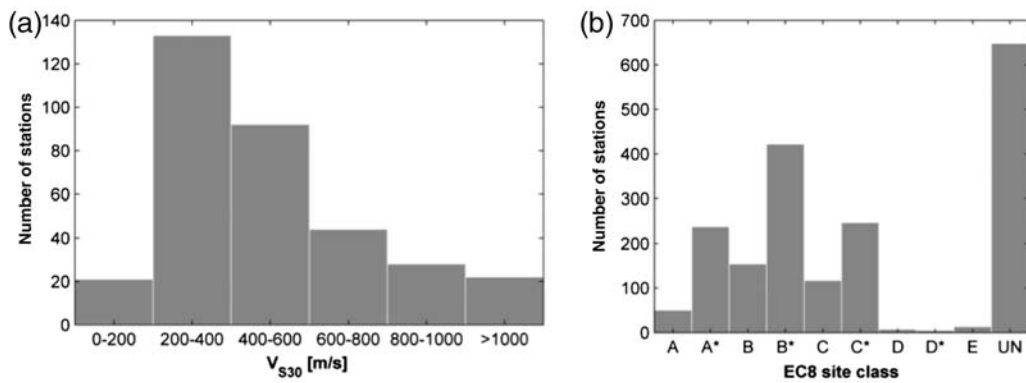 (a)
Number of stations
140
120
100
80
60
40
20
0
0-200 200-400 400-600 600-800 800-1000 >1000
VS30 [m/s]
(b)
Number of stations
700
600
500
400
300
200
100
0
A A* B B* C C* D D* E UN
EC8 site class